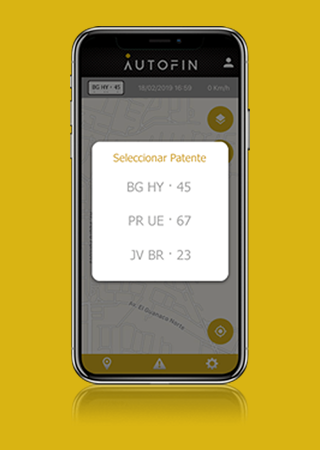 AUTOFIN
BG HY · 45 18/02/2019 16:59 0 Km/h
Seleccionar Patente
BG HY · 45
PR UE · 67
JV BR · 23
Av. El Guanaco Norte